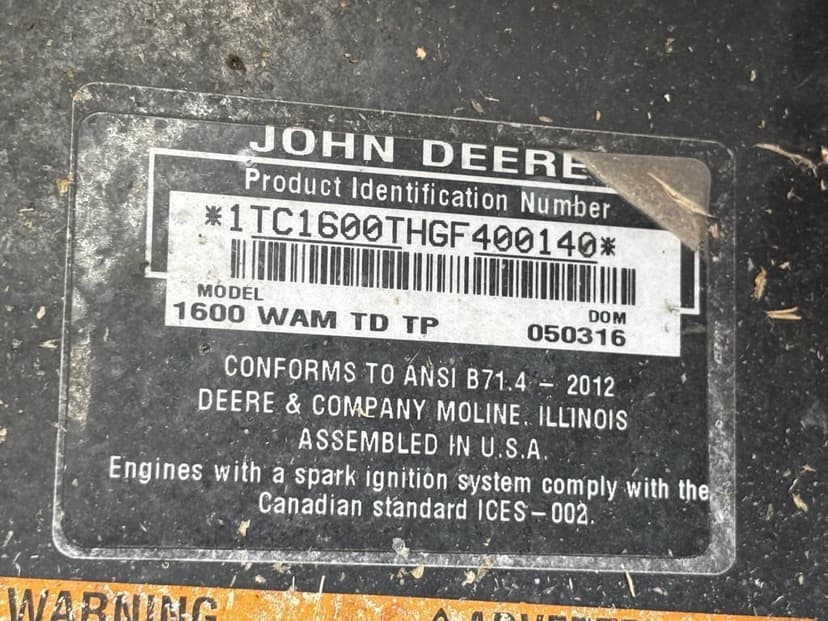 JOHN DEERE
Product Identification Number
*1TC1600THGF400140*
MODEL
DOM
1600 WAM TD TP
050316
CONFORMS TO ANSI B71.4 - 2012
DEERE & COMPANY MOLINE, ILLINOIS
ASSEMBLED IN U.S.A.
Engines with a spark ignition system comply with the
Canadian standard ICES-002.
WARNING